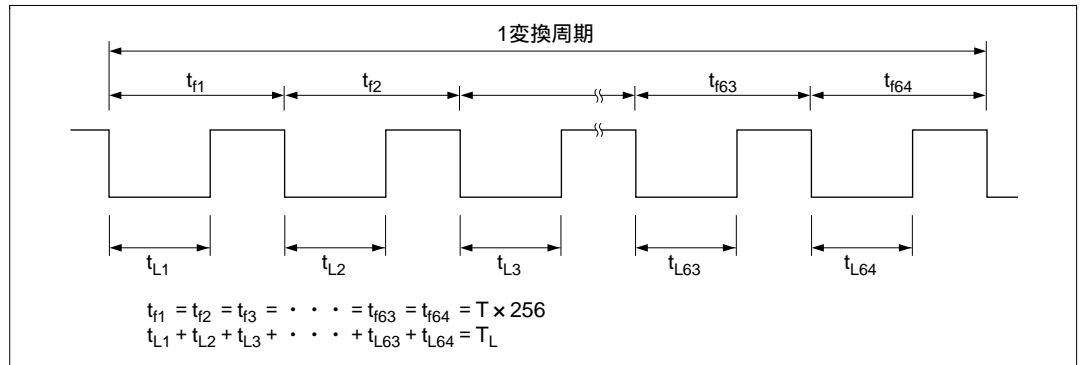 1変換周期
tf1 tf2 tf63 tf64
tL1 tL2 tL3 tL63 tL64
tf1 = tf2 = tf3 = ・・・ = tf63 = tf64 = T × 256
tL1 + tL2 + tL3 + ・・・ + tL63 + tL64 = TL